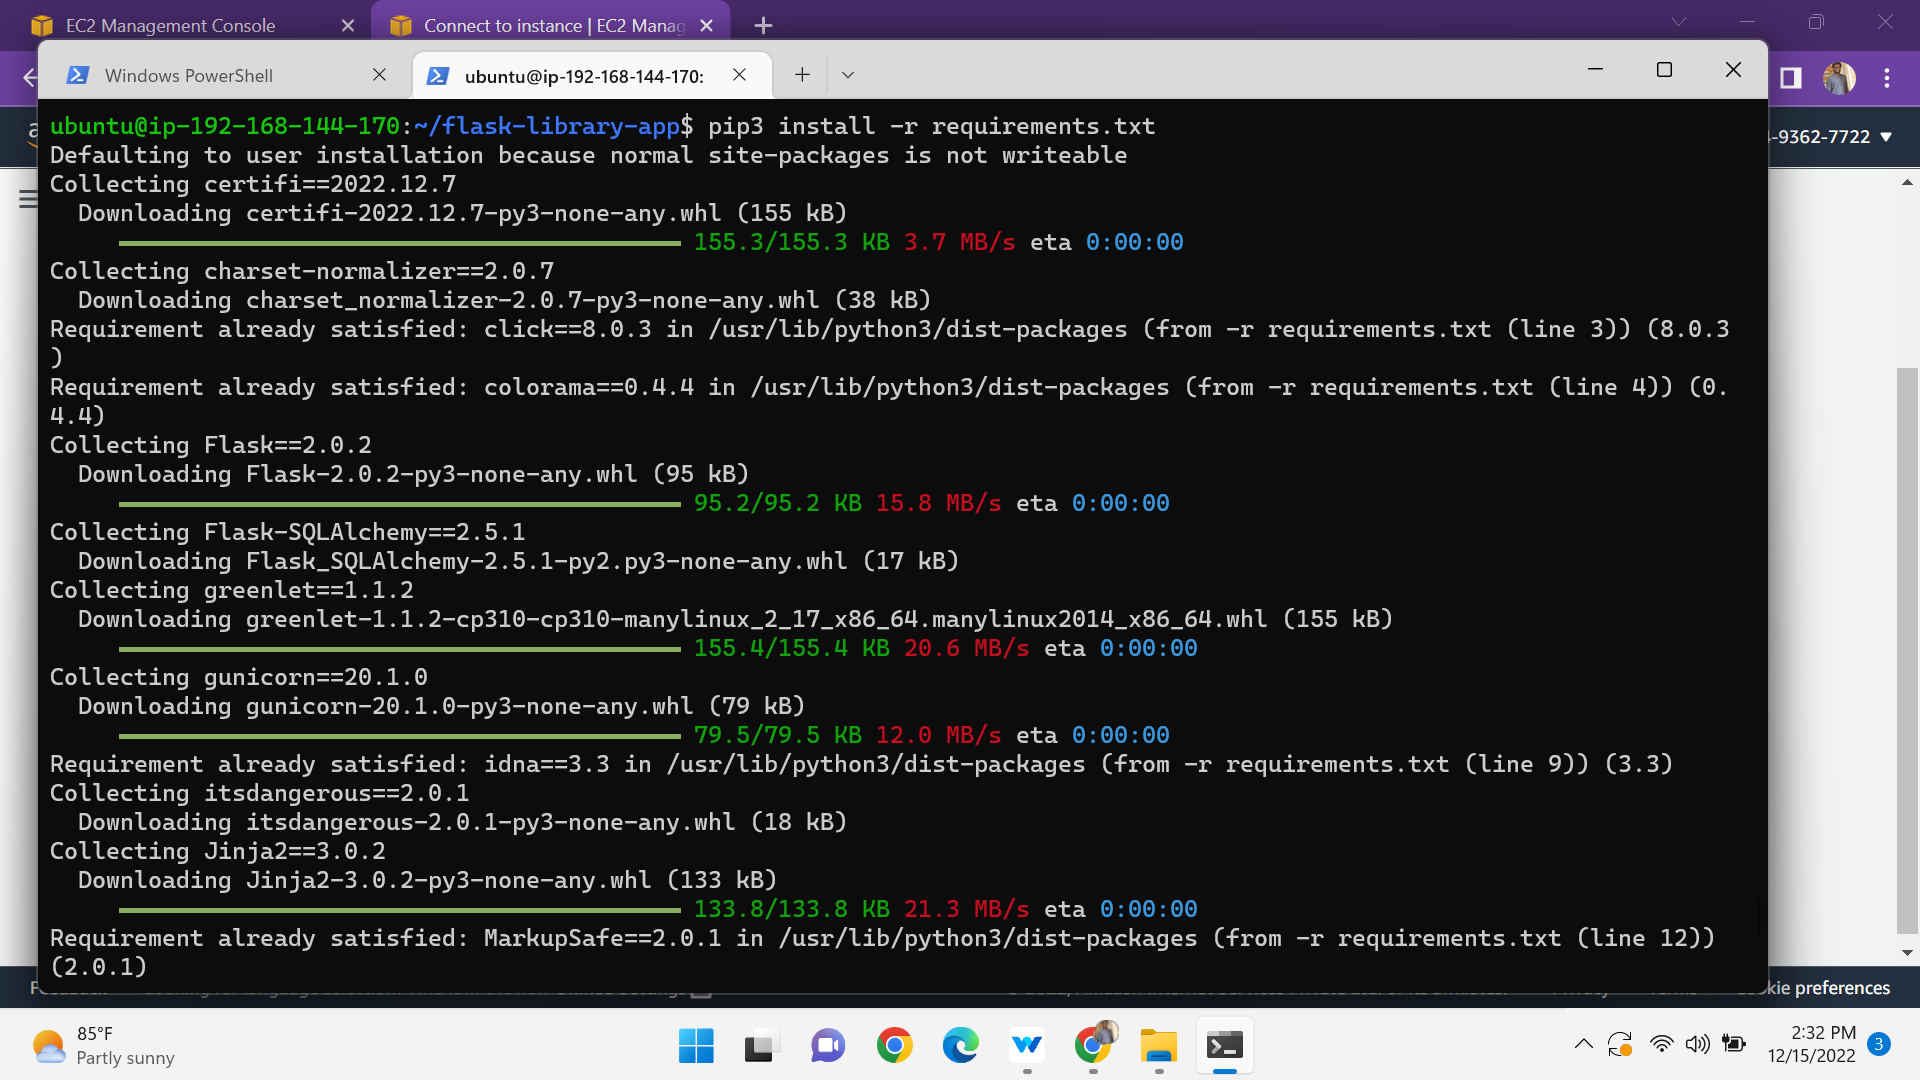 EC2 Management Console
Connect to instance | EC2 Manag
Windows PowerShell
ubuntu@ip-192-168-144-170:
-9362-7722
ubuntu@ip-192-168-144-170:~/flask-library-app$ pip3 install -r requirements.txt
Defaulting to user installation because normal site-packages is not writeable
Collecting certifi==2022.12.7
  Downloading certifi-2022.12.7-py3-none-any.whl (155 kB)
155.3/155.3 KB 3.7 MB/s eta 0:00:00
Collecting charset-normalizer==2.0.7
  Downloading charset_normalizer-2.0.7-py3-none-any.whl (38 kB)
Requirement already satisfied: click==8.0.3 in /usr/lib/python3/dist-packages (from -r requirements.txt (line 3)) (8.0.3
)
Requirement already satisfied: colorama==0.4.4 in /usr/lib/python3/dist-packages (from -r requirements.txt (line 4)) (0.
4.4)
Collecting Flask==2.0.2
  Downloading Flask-2.0.2-py3-none-any.whl (95 kB)
95.2/95.2 KB 15.8 MB/s eta 0:00:00
Collecting Flask-SQLAlchemy==2.5.1
  Downloading Flask_SQLAlchemy-2.5.1-py2.py3-none-any.whl (17 kB)
Collecting greenlet==1.1.2
  Downloading greenlet-1.1.2-cp310-cp310-manylinux_2_17_x86_64.manylinux2014_x86_64.whl (155 kB)
155.4/155.4 KB 20.6 MB/s eta 0:00:00
Collecting gunicorn==20.1.0
  Downloading gunicorn-20.1.0-py3-none-any.whl (79 kB)
79.5/79.5 KB 12.0 MB/s eta 0:00:00
Requirement already satisfied: idna==3.3 in /usr/lib/python3/dist-packages (from -r requirements.txt (line 9)) (3.3)
Collecting itsdangerous==2.0.1
  Downloading itsdangerous-2.0.1-py3-none-any.whl (18 kB)
Collecting Jinja2==3.0.2
  Downloading Jinja2-3.0.2-py3-none-any.whl (133 kB)
133.8/133.8 KB 21.3 MB/s eta 0:00:00
Requirement already satisfied: MarkupSafe==2.0.1 in /usr/lib/python3/dist-packages (from -r requirements.txt (line 12))
(2.0.1)
kie preferences
85°F
Partly sunny
2:32 PM
12/15/2022
3